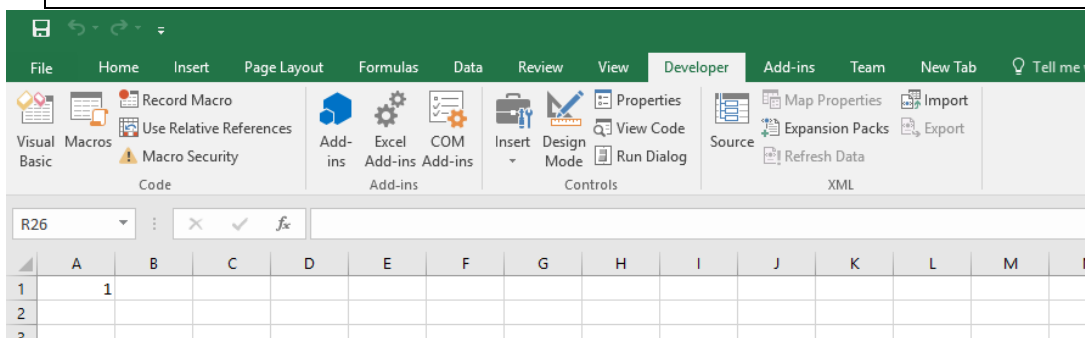 File Home Insert Page Layout Formulas Data Review View Developer Add-ins Team New Tab Tell me
Visual Basic
Macros
Record Macro
Use Relative References
Macro Security
Code
Add-ins
Excel Add-ins
COM Add-ins
Add-ins
Insert
Design Mode
Properties
View Code
Run Dialog
Controls
Source
Map Properties
Expansion Packs
Refresh Data
Import
Export
XML
R26 fx
A B C D E F G H I J K L M
1 1
2